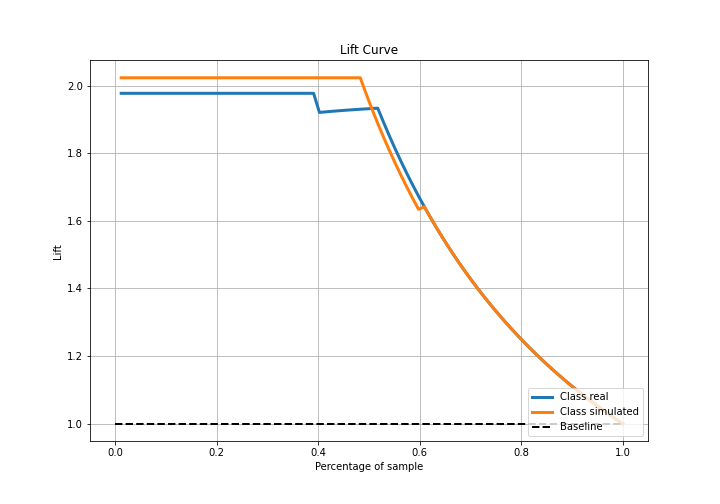 Lift Curve
Lift
2.0
1.8
1.6
1.4
1.2
1.0
0.0 0.2 0.4 0.6 0.8 1.0
Percentage of sample
Class real
Class simulated
Baseline